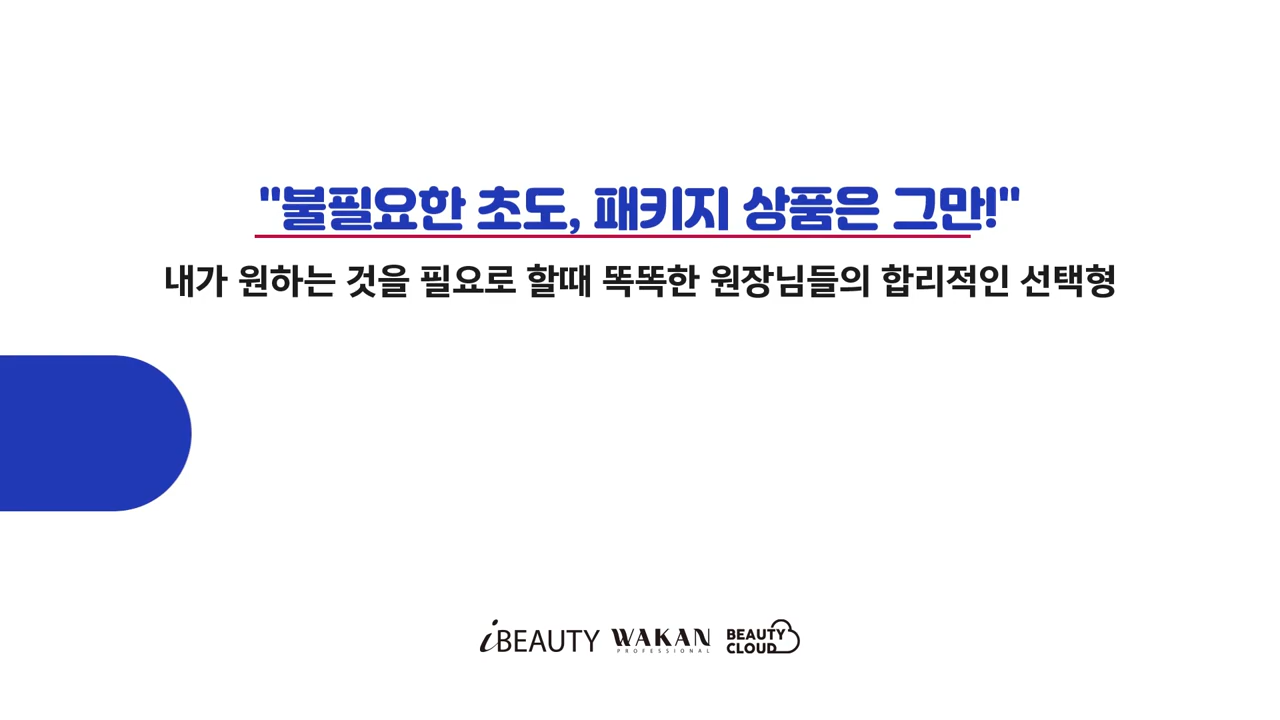 "불필요한 초도, 패키지 상품은 그만!"
내가 원하는 것을 필요로 할때 똑똑한 원장님들의 합리적인 선택형
iBEAUTY WAKAN PROFESSIONAL BEAUTY CLOUD